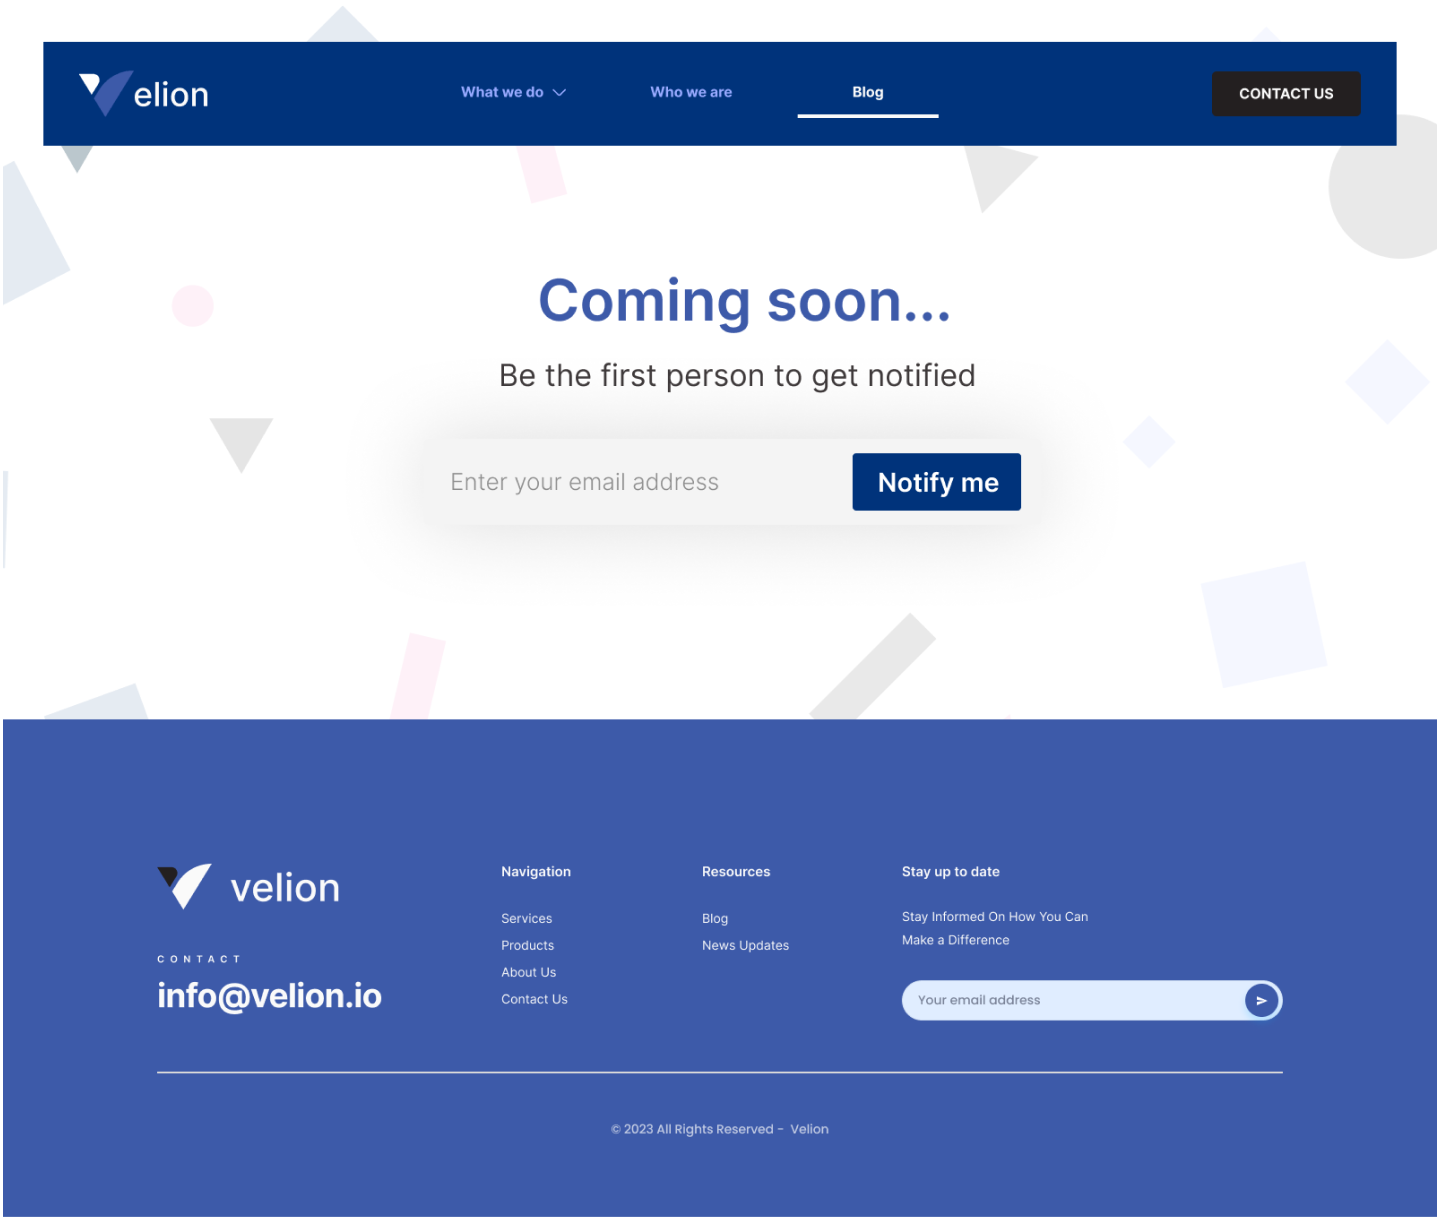 elion
What we do
Who we are
Blog
CONTACT US
Coming soon...
Be the first person to get notified
Enter your email address
Notify me
velion
CONTACT
info@velion.io
Navigation
Services
Products
About Us
Contact Us
Resources
Blog
News Updates
Stay up to date
Stay Informed On How You Can
Make a Difference
Your email address
© 2023 All Rights Reserved - Velion